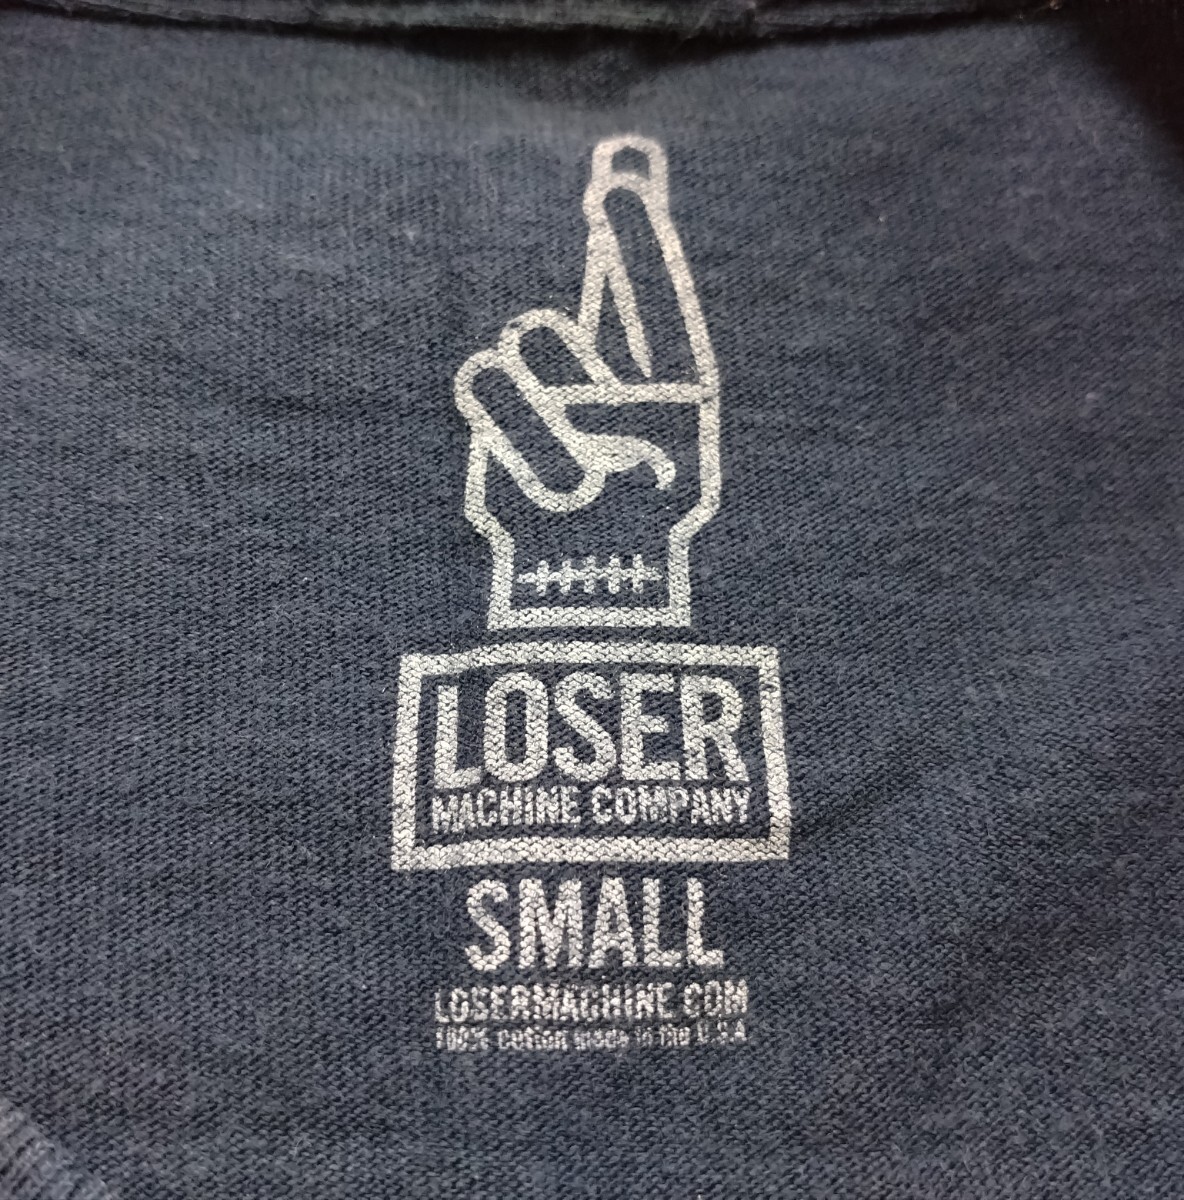 LOSER
MACHINE COMPANY
SMALL
LOSERMACHINE.COM
100% cotton made in the U.S.A